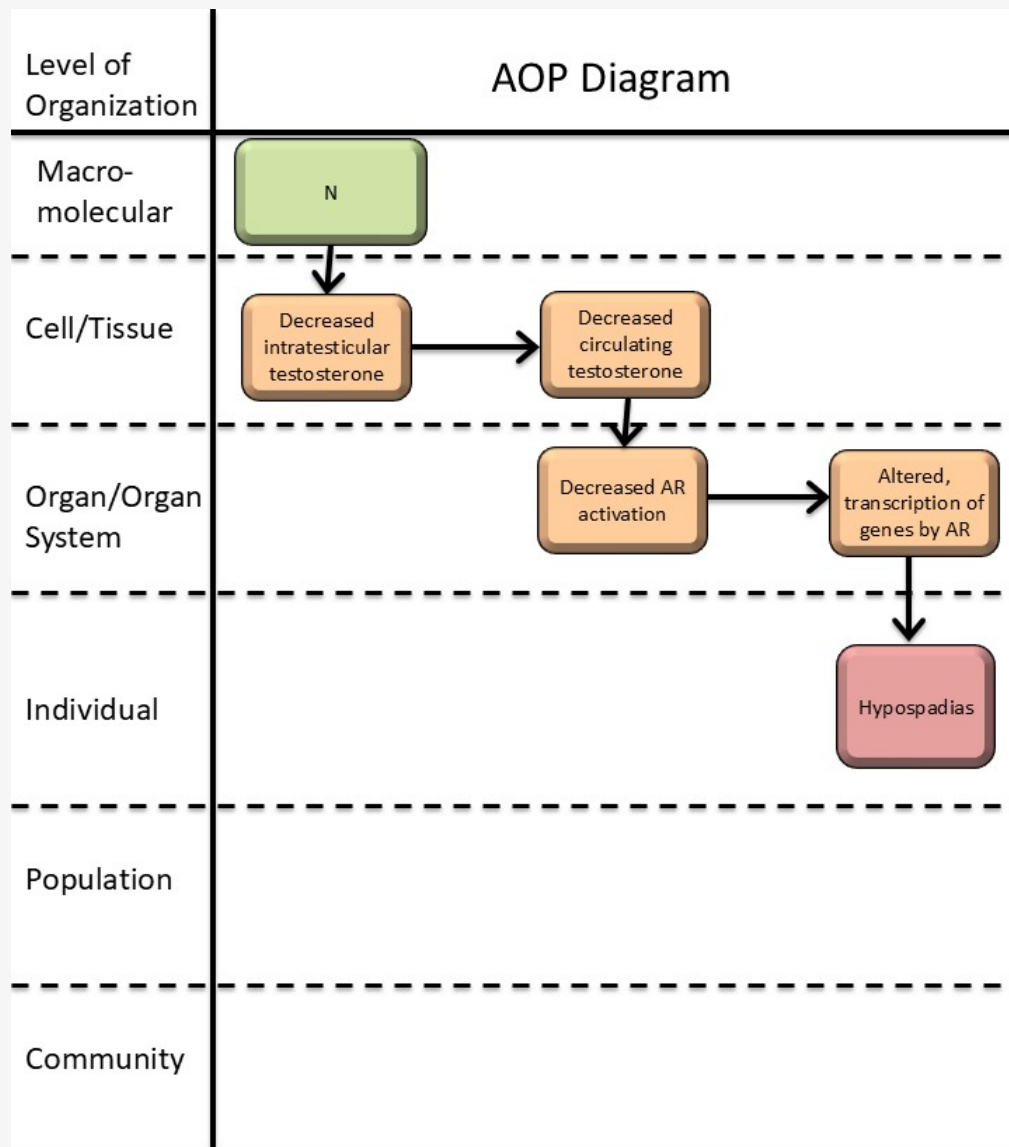 Level of
Organization
AOP Diagram
Macro-
molecular
N
Cell/Tissue
Decreased
intratesticular
testosterone
Decreased
circulating
testosterone
Organ/Organ
System
Decreased AR
activation
Altered,
transcription of
genes by AR
Individual
Hypospadias
Population
Community